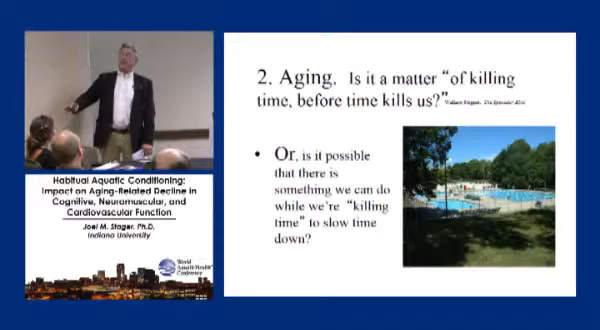 2. Aging. Is it a matter “of killing
time, before time kills us?”
• Or, is it possible
that there is
something we can do
while we’re “killing
time” to slow time
down?
Habitual Aquatic Conditioning:
Impact on Aging-Related Decline in
Cognitive, Neuromuscular, and
Cardiovascular Function
Joel M. Stager, Ph.D.
Indiana University
World
Aquatic Health
Conference